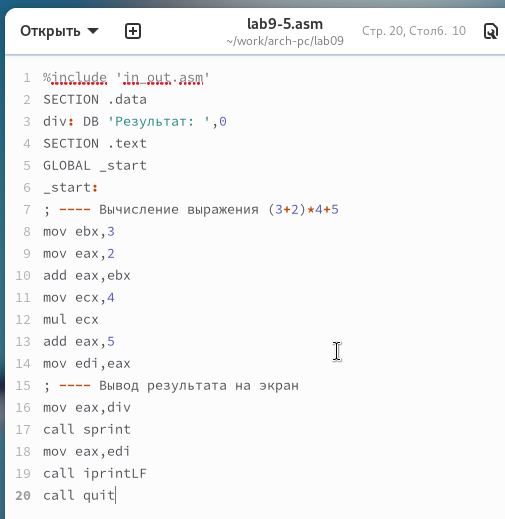 Открыть
lab9-5.asm
~/work/arch-pc/lab09
Стр. 20, Столб. 10
1 %include 'in_out.asm'
2 SECTION .data
3 div: DB 'Результат: ',0
4 SECTION .text
5 GLOBAL _start
6 _start:
7 ; ---- Вычисление выражения (3+2)*4+5
8 mov ebx,3
9 mov eax,2
10 add eax,ebx
11 mov ecx,4
12 mul ecx
13 add eax,5
14 mov edi,eax
15 ; ---- Вывод результата на экран
16 mov eax,div
17 call sprint
18 mov eax,edi
19 call iprintLF
20 call quit